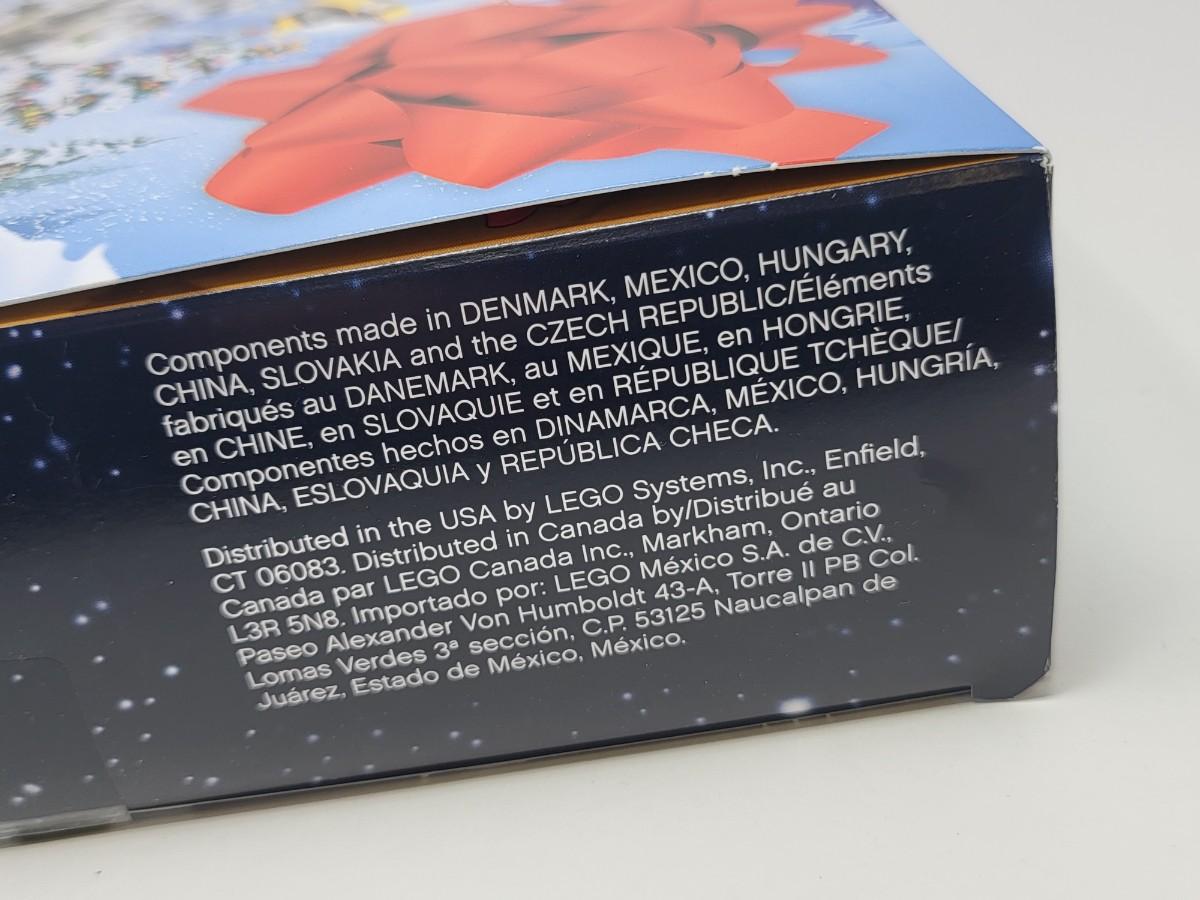 Components made in DENMARK, MEXICO, HUNGARY,
CHINA, SLOVAKIA and the CZECH REPUBLIC/Éléments
fabriqués au DANEMARK, au MEXIQUE, en HONGRIE,
en CHINE, en SLOVAQUIE et en RÉPUBLIQUE TCHÈQUE/
Componentes hechos en DINAMARCA, MÉXICO, HUNGRÍA,
CHINA, ESLOVAQUIA y REPÚBLICA CHECA.
Distributed in the USA by LEGO Systems, Inc., Enfield,
CT 06083. Distributed in Canada by/Distribué au
Canada par LEGO Canada Inc., Markham, Ontario
L3R 5N8. Importado por: LEGO México S.A. de C.V.,
Paseo Alexander Von Humboldt 43-A, Torre II PB Col.
Lomas Verdes 3ª sección, C.P. 53125 Naucalpan de
Juárez, Estado de México, México.